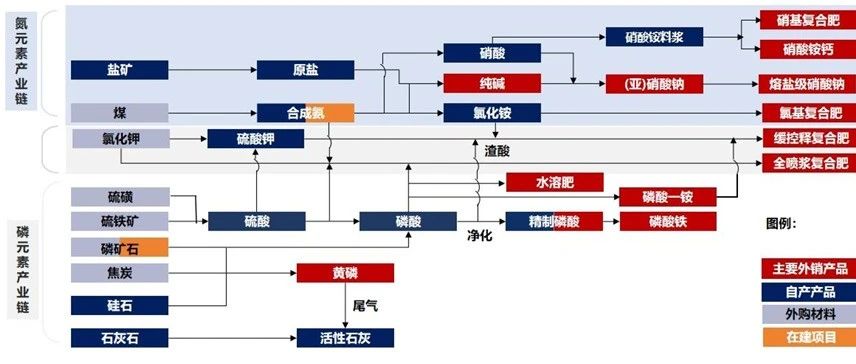 氮元素产业链
盐矿
原盐
硝酸
硝酸铵料浆
硝基复合肥
硝酸铵钙
纯碱
(亚)硝酸钠
熔盐级硝酸钠
煤
合成氨
氯化铵
氯基复合肥
氯化钾
硫酸钾
渣酸
缓控释复合肥
全喷浆复合肥
水溶肥
磷元素产业链
硫磺
磷酸一铵
硫铁矿
硫酸
磷酸
净化
精制磷酸
磷酸铁
图例：
磷矿石
焦炭
黄磷
主要外销产品
硅石
尾气
自产产品
外购材料
石灰石
活性石灰
在建项目